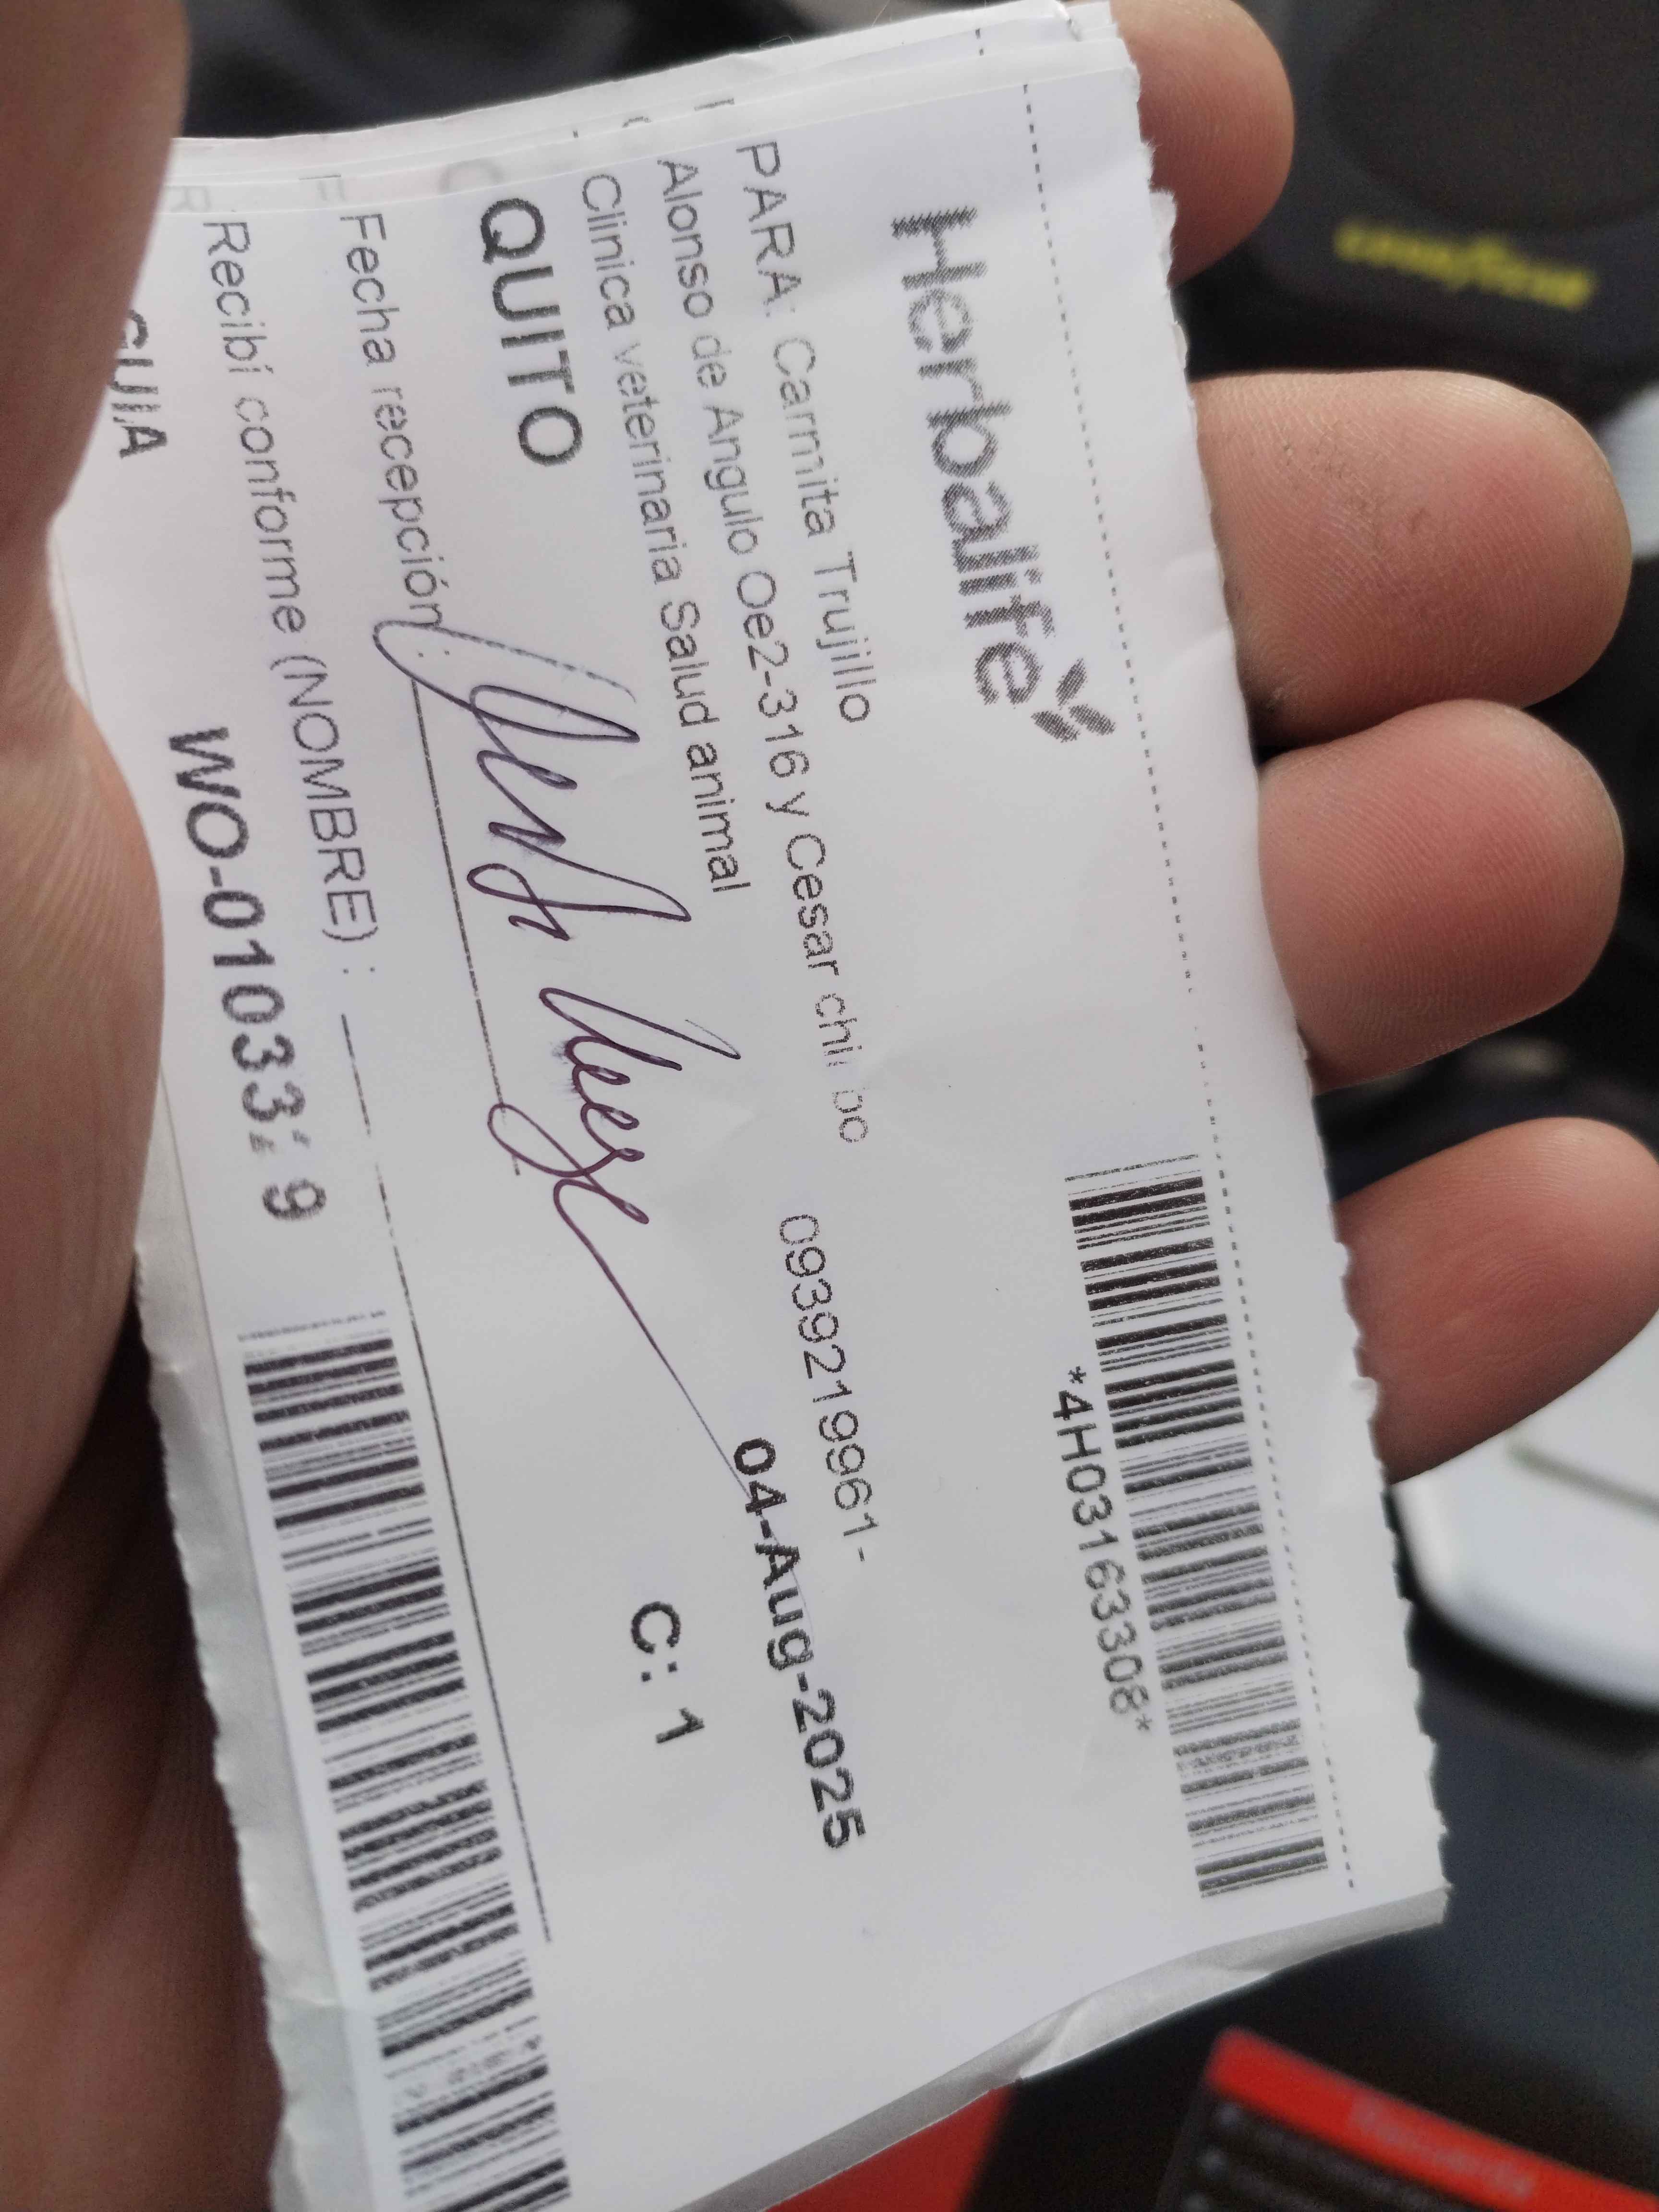 Herbalife
*4H03163308*
PARA: Carmita Trujillo
Alonso de Angulo Oe2-316 y Cesar 0939219961-
Clinica veterinaria Salud animal
04-Aug-2025
QUITO
C: 1
Fecha recepción:
Recibí conforme (NOMBRE) :
GUIA